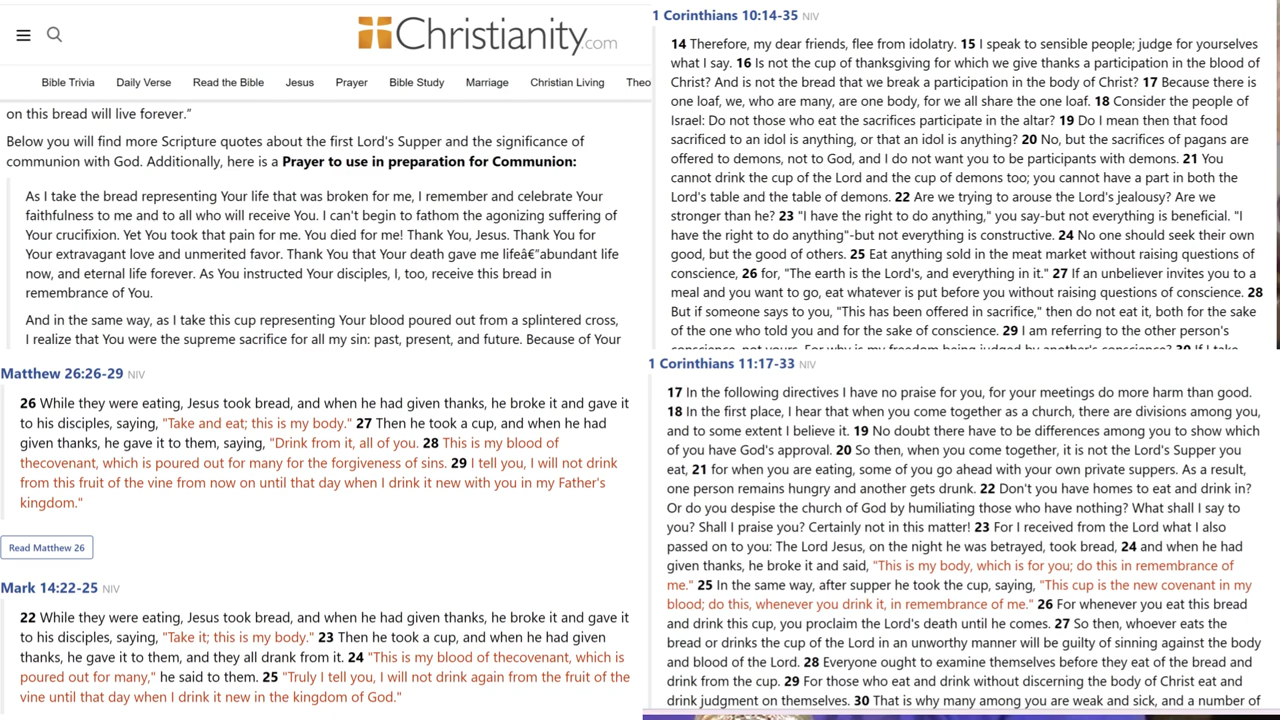 Christianity.com
Bible Trivia Daily Verse Read the Bible Jesus Prayer Bible Study Marriage Christian Living Theo
on this bread will live forever.”
Below you will find more Scripture quotes about the first Lord's Supper and the significance of
communion with God. Additionally, here is a Prayer to use in preparation for Communion:
As I take the bread representing Your life that was broken for me, I remember and celebrate Your
faithfulness to me and to all who will receive You. I can't begin to fathom the agonizing suffering of
Your crucifixion. Yet You took that pain for me. You died for me! Thank You, Jesus. Thank You for
Your extravagant love and unmerited favor. Thank You that Your death gave me lifeâ€”abundant life
now, and eternal life forever. As You instructed Your disciples, I, too, receive this bread in
remembrance of You.
And in the same way, as I take this cup representing Your blood poured out from a splintered cross,
I realize that You were the supreme sacrifice for all my sin: past, present, and future. Because of Your
Matthew 26:26-29 NIV
26 While they were eating, Jesus took bread, and when he had given thanks, he broke it and gave it
to his disciples, saying, "Take and eat; this is my body." 27 Then he took a cup, and when he had
given thanks, he gave it to them, saying, "Drink from it, all of you. 28 This is my blood of
thecovenant, which is poured out for many for the forgiveness of sins. 29 I tell you, I will not drink
from this fruit of the vine from now on until that day when I drink it new with you in my Father's
kingdom."
Read Matthew 26
Mark 14:22-25 NIV
22 While they were eating, Jesus took bread, and when he had given thanks, he broke it and gave it
to his disciples, saying, "Take it; this is my body." 23 Then he took a cup, and when he had given
thanks, he gave it to them, and they all drank from it. 24 "This is my blood of thecovenant, which is
poured out for many," he said to them. 25 "Truly I tell you, I will not drink again from the fruit of the
vine until that day when I drink it new in the kingdom of God."
1 Corinthians 10:14-35 NIV
14 Therefore, my dear friends, flee from idolatry. 15 I speak to sensible people; judge for yourselves
what I say. 16 Is not the cup of thanksgiving for which we give thanks a participation in the blood of
Christ? And is not the bread that we break a participation in the body of Christ? 17 Because there is
one loaf, we, who are many, are one body, for we all share the one loaf. 18 Consider the people of
Israel: Do not those who eat the sacrifices participate in the altar? 19 Do I mean then that food
sacrificed to an idol is anything, or that an idol is anything? 20 No, but the sacrifices of pagans are
offered to demons, not to God, and I do not want you to be participants with demons. 21 You
cannot drink the cup of the Lord and the cup of demons too; you cannot have a part in both the
Lord's table and the table of demons. 22 Are we trying to arouse the Lord's jealousy? Are we
stronger than he? 23 "I have the right to do anything," you say-but not everything is beneficial. "I
have the right to do anything"-but not everything is constructive. 24 No one should seek their own
good, but the good of others. 25 Eat anything sold in the meat market without raising questions of
conscience, 26 for, "The earth is the Lord's, and everything in it." 27 If an unbeliever invites you to a
meal and you want to go, eat whatever is put before you without raising questions of conscience. 28
But if someone says to you, "This has been offered in sacrifice," then do not eat it, both for the sake
of the one who told you and for the sake of conscience. 29 I am referring to the other person's
conscience, not yours. For why is my freedom being judged by another's conscience? 30 If I take
1 Corinthians 11:17-33 NIV
17 In the following directives I have no praise for you, for your meetings do more harm than good.
18 In the first place, I hear that when you come together as a church, there are divisions among you,
and to some extent I believe it. 19 No doubt there have to be differences among you to show which
of you have God's approval. 20 So then, when you come together, it is not the Lord's Supper you
eat, 21 for when you are eating, some of you go ahead with your own private suppers. As a result,
one person remains hungry and another gets drunk. 22 Don't you have homes to eat and drink in?
Or do you despise the church of God by humiliating those who have nothing? What shall I say to
you? Shall I praise you? Certainly not in this matter! 23 For I received from the Lord what I also
passed on to you: The Lord Jesus, on the night he was betrayed, took bread, 24 and when he had
given thanks, he broke it and said, "This is my body, which is for you; do this in remembrance of
me." 25 In the same way, after supper he took the cup, saying, "This cup is the new covenant in my
blood; do this, whenever you drink it, in remembrance of me." 26 For whenever you eat this bread
and drink this cup, you proclaim the Lord's death until he comes. 27 So then, whoever eats the
bread or drinks the cup of the Lord in an unworthy manner will be guilty of sinning against the body
and blood of the Lord. 28 Everyone ought to examine themselves before they eat of the bread and
drink from the cup. 29 For those who eat and drink without discerning the body of Christ eat and
drink judgment on themselves. 30 That is why many among you are weak and sick, and a number of